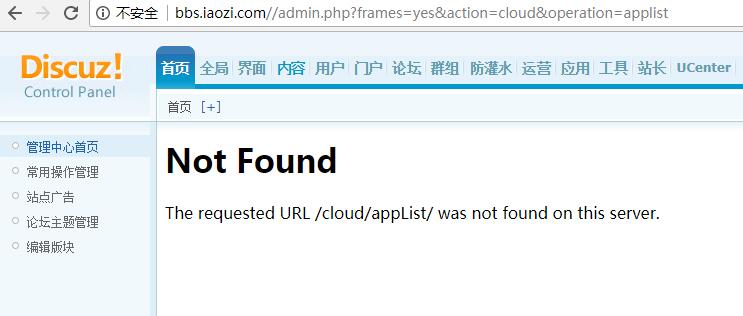 不安全 | bbs.iaozi.com//admin.php?frames=yes&action=cloud&operation=applist
Discuz!
Control Panel
首页 全局 界面 内容 用户 门户 论坛 群组 防灌水 运营 应用 工具 站长 UCenter
首页 [+]
管理中心首页
常用操作管理
站点广告
论坛主题管理
编辑版块
Not Found
The requested URL /cloud/appList/ was not found on this server.